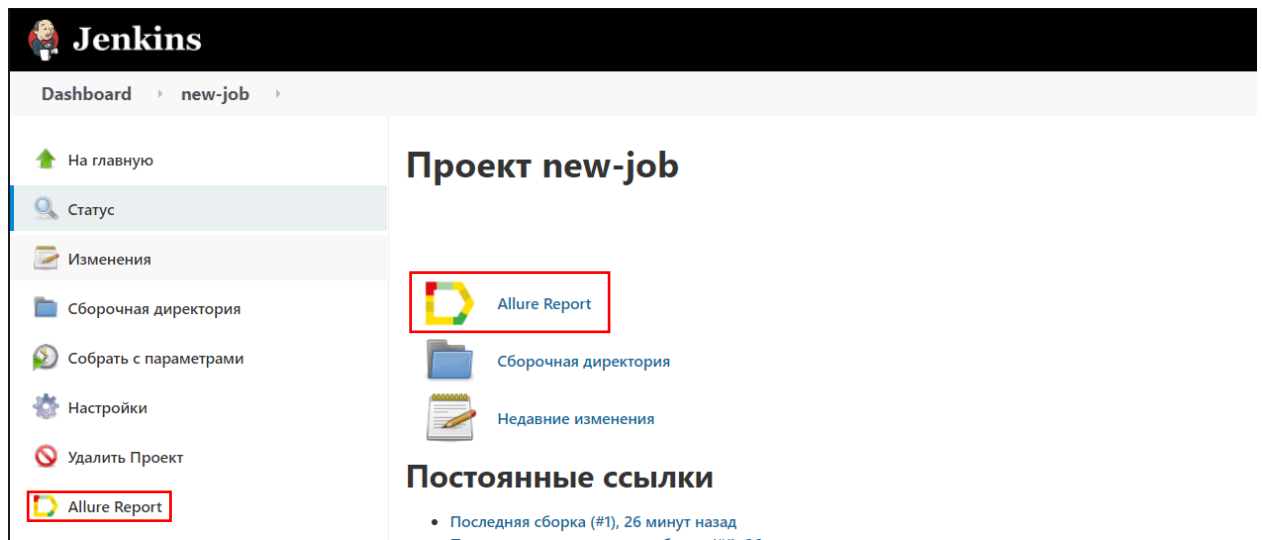 Jenkins
Dashboard
new-job
На главную
Статус
Изменения
Сборочная директория
Собрать с параметрами
Настройки
Удалить Проект
Allure Report
Проект new-job
Allure Report
Сборочная директория
Недавние изменения
Постоянные ссылки
Последняя сборка (#1), 26 минут назад